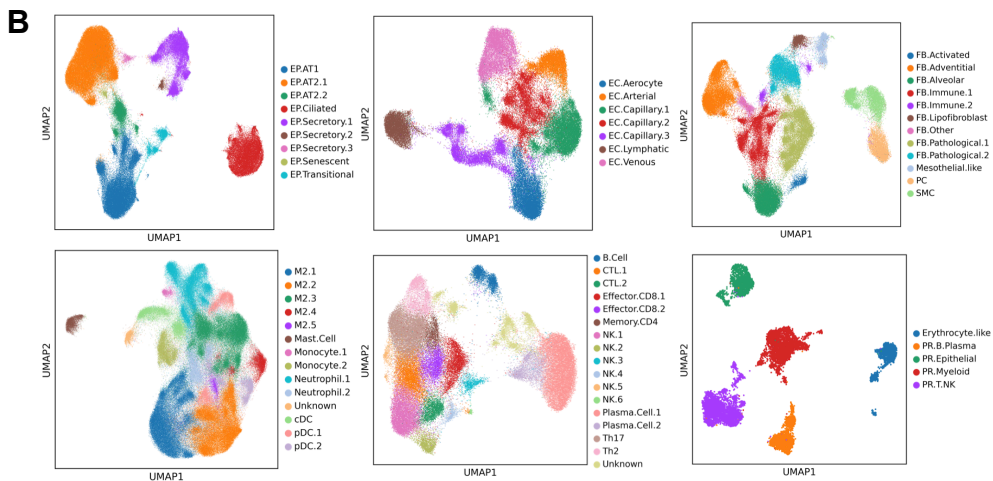 B
UMAP2
EP.AT1
EP.AT2.1
EP.AT2.2
EP.Ciliated
EP.Secretory.1
EP.Secretory.2
EP.Secretory.3
EP.Senescent
EP.Transitional
UMAP1
UMAP2
EC.Aerocyte
EC.Arterial
EC.Capillary.1
EC.Capillary.2
EC.Capillary.3
EC.Lymphatic
EC.Venous
UMAP1
UMAP2
FB.Activated
FB.Adventitial
FB.Alveolar
FB.Immune.1
FB.Immune.2
FB.Lipofibroblast
FB.Other
FB.Pathological.1
FB.Pathological.2
Mesothelial.like
PC
SMC
UMAP1
UMAP2
M2.1
M2.2
M2.3
M2.4
M2.5
Mast.Cell
Monocyte.1
Monocyte.2
Neutrophil.1
Neutrophil.2
Unknown
cDC
pDC.1
pDC.2
UMAP1
UMAP2
B.Cell
CTL.1
CTL.2
Effector.CD8.1
Effector.CD8.2
Memory.CD4
NK.1
NK.2
NK.3
NK.4
NK.5
NK.6
Plasma.Cell.1
Plasma.Cell.2
Th17
Th2
Unknown
UMAP1
UMAP2
Erythrocyte.like
PR.B.Plasma
PR.Epithelial
PR.Myeloid
PR.T.NK
UMAP1